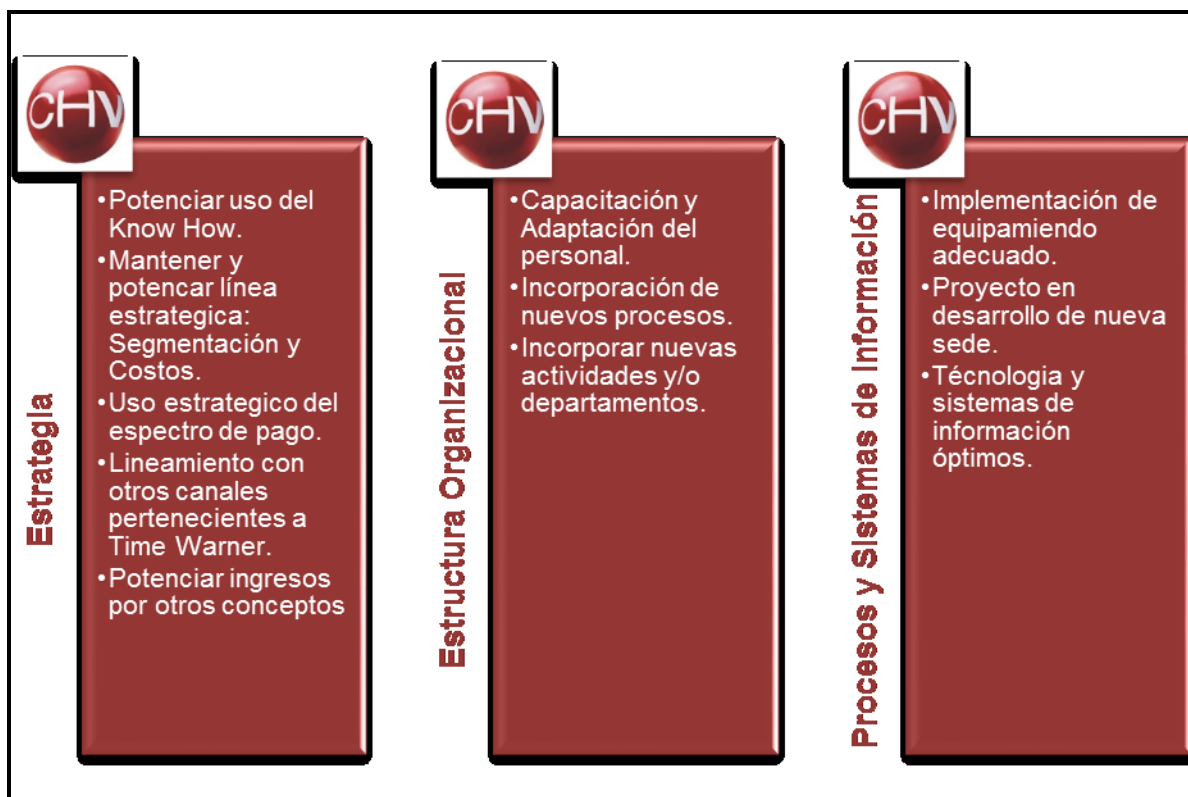 CHV
Estrategia
•Potenciar uso del
Know How.
•Mantener y
potencar línea
estrategica:
Segmentación y
Costos.
•Uso estrategico del
espectro de pago.
•Lineamiento con
otros canales
pertenecientes a
Time Warner.
•Potenciar ingresos
por otros conceptos
CHV
Estructura Organizacional
•Capacitación y
Adaptación del
personal.
•Incorporación de
nuevos procesos.
•Incorporar nuevas
actividades y/o
departamentos.
CHV
Procesos y Sistemas de Información
•Implementación de
equipamiendo
adecuado.
•Proyecto en
desarrollo de nueva
sede.
•Técnologia y
sistemas de
información
óptimos.